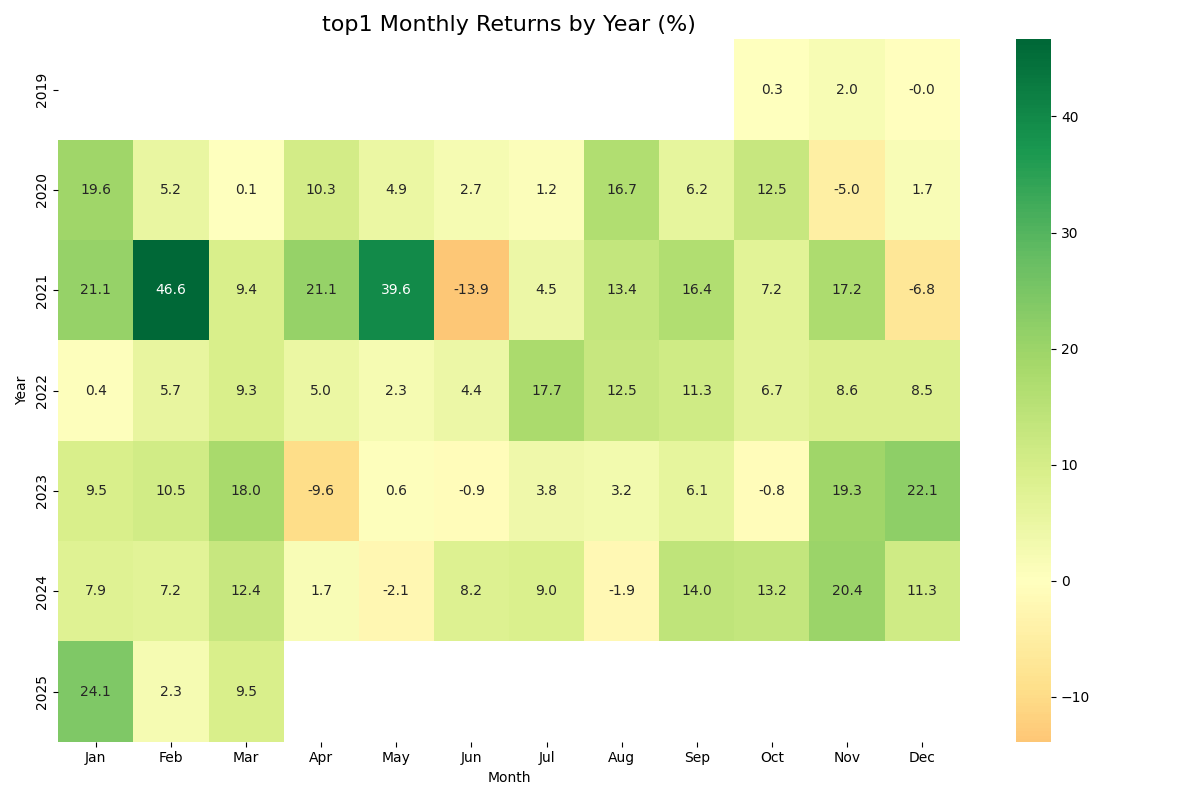 top1 Monthly Returns by Year (%)
2019 0.3 2.0 -0.0
2020 19.6 5.2 0.1 10.3 4.9 2.7 1.2 16.7 6.2 12.5 -5.0 1.7
2021 21.1 46.6 9.4 21.1 39.6 -13.9 4.5 13.4 16.4 7.2 17.2 -6.8
2022 0.4 5.7 9.3 5.0 2.3 4.4 17.7 12.5 11.3 6.7 8.6 8.5
2023 9.5 10.5 18.0 -9.6 0.6 -0.9 3.8 3.2 6.1 -0.8 19.3 22.1
2024 7.9 7.2 12.4 1.7 -2.1 8.2 9.0 -1.9 14.0 13.2 20.4 11.3
2025 24.1 2.3 9.5
Year
Jan Feb Mar Apr May Jun Jul Aug Sep Oct Nov Dec
Month
40
30
20
10
0
−10